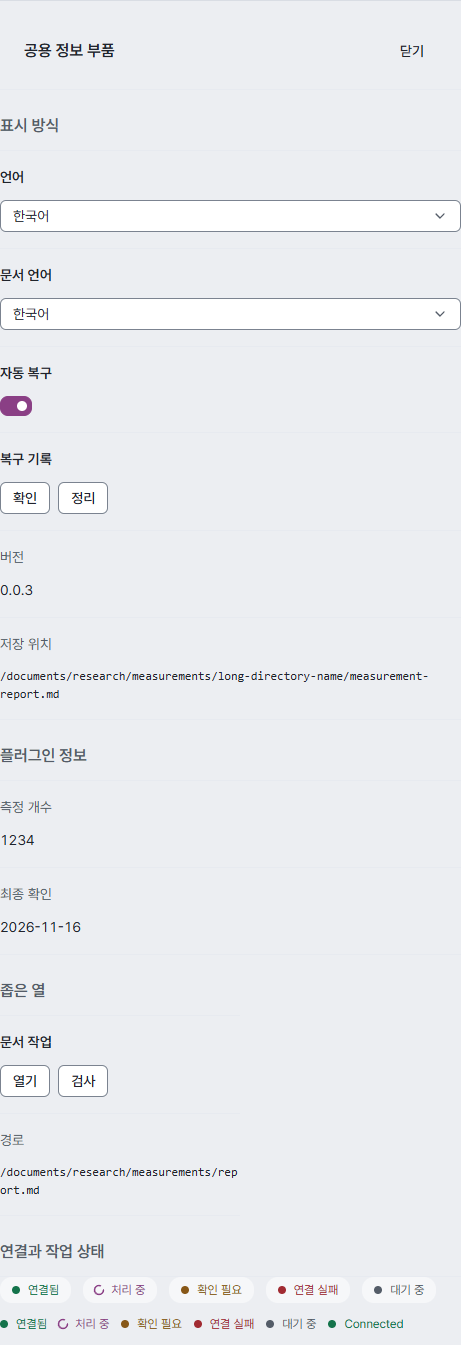 공용 정보 부품 닫기
표시 방식
언어
한국어
문서 언어
한국어
자동 복구
복구 기록
확인 정리
버전
0.0.3
저장 위치
/documents/research/measurements/long-directory-name/measurement-
report.md
플러그인 정보
측정 개수
1234
최종 확인
2026-11-16
좁은 열
문서 작업
열기 검사
경로
/documents/research/measurements/rep
ort.md
연결과 작업 상태
연결됨 처리 중 확인 필요 연결 실패 대기 중
연결됨 처리 중 확인 필요 연결 실패 대기 중 Connected